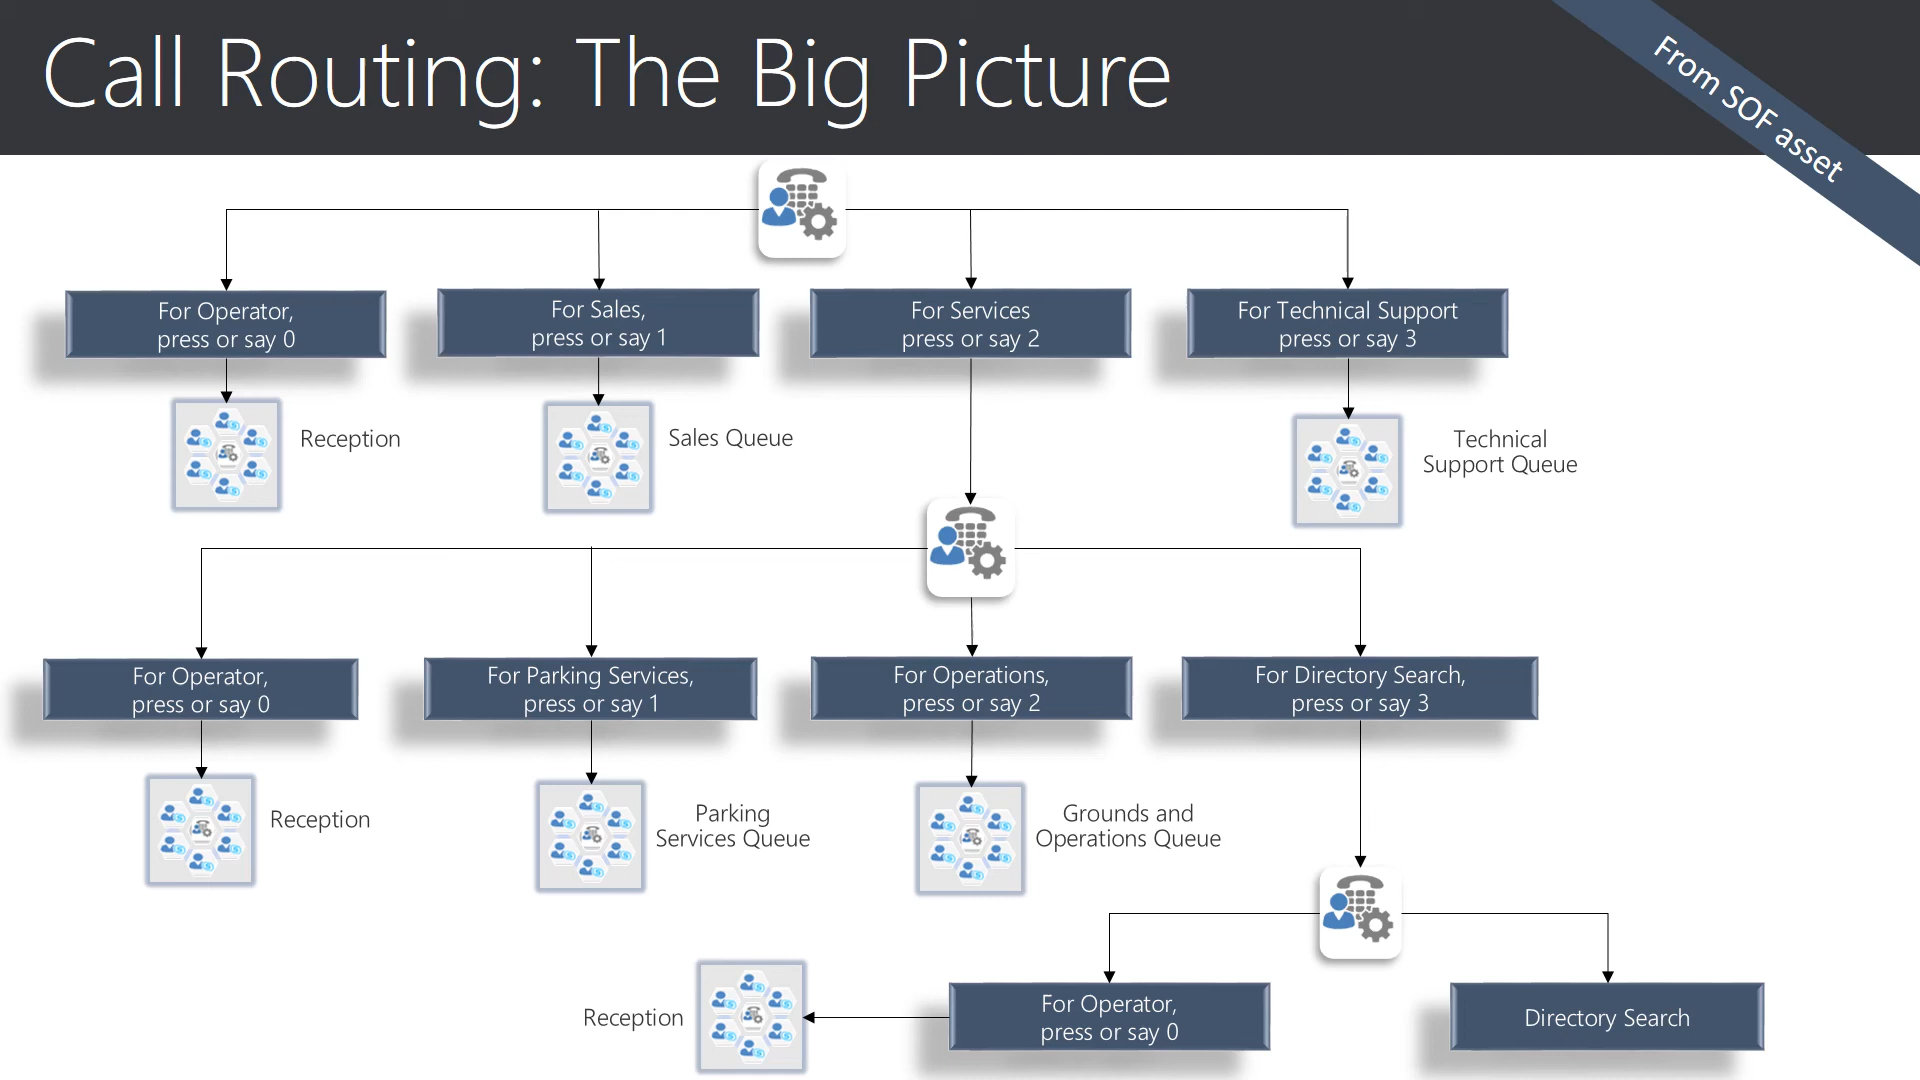 Call Routing: The Big Picture
From SOF asset
For Operator,
press or say 0
For Sales,
press or say 1
For Services
press or say 2
For Technical Support
press or say 3
Reception
Sales Queue
Technical
Support Queue
For Operator,
press or say 0
For Parking Services,
press or say 1
For Operations,
press or say 2
For Directory Search,
press or say 3
Reception
Parking
Services Queue
Grounds and
Operations Queue
Reception
For Operator,
press or say 0
Directory Search